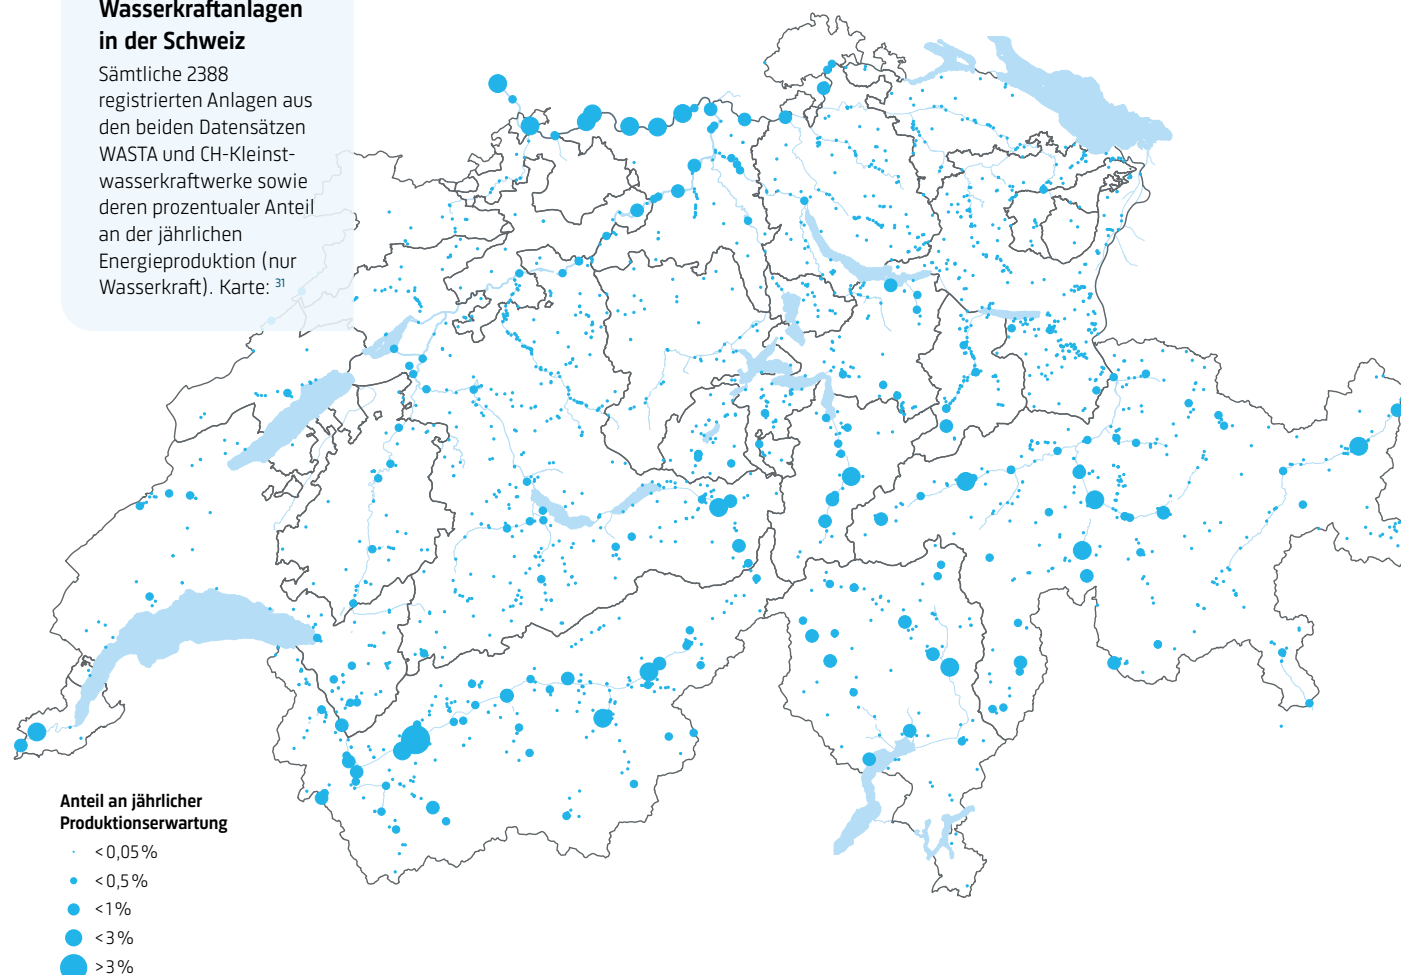 Wasserkraftanlagen
in der Schweiz
Sämtliche 2388
registrierten Anlagen aus
den beiden Datensätzen
WASTA und CH-Kleinst-
wasserkraftwerke sowie
deren prozentualer Anteil
an der jährlichen
Energieproduktion (nur
Wasserkraft). Karte: 31
Anteil an jährlicher
Produktionserwartung
<0,05%
<0,5%
<1%
<3%
>3%